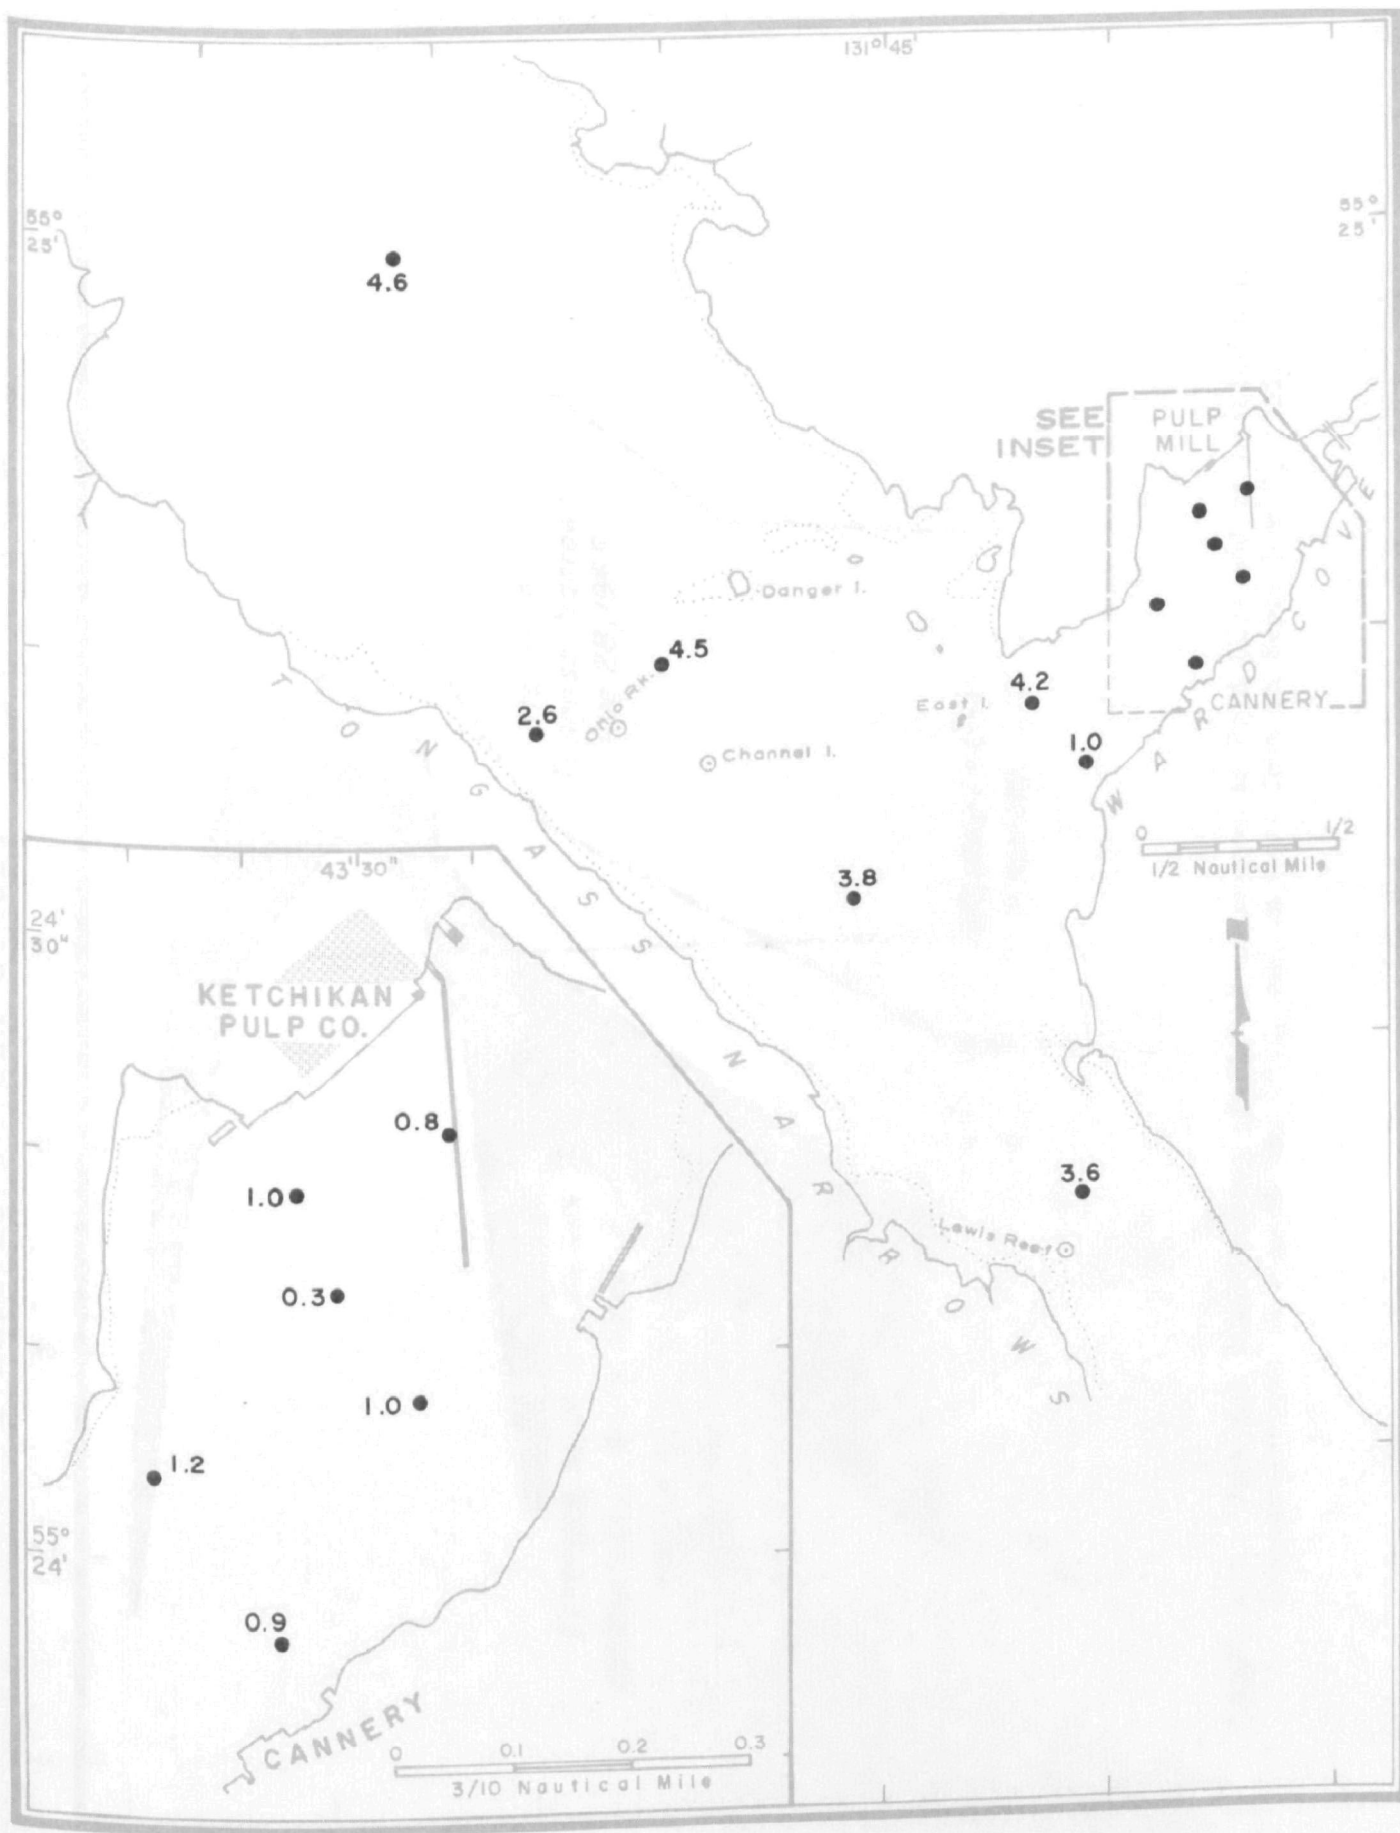 131° 45'
55°
25'
55°
25'
4.6
SEE
INSET
PULP
MILL
Danger I.
4.5
Ohio Rk.
2.6
Channel I.
East I.
4.2
1.0
CANNERY
WARD COVE
TONGASS NARROWS
0 1/2
1/2 Nautical Mile
3.8
3.6
Lewis Reef
43' 30"
24'
30"
KETCHIKAN
PULP CO.
0.8
1.0
0.3
1.0
1.2
55°
24'
0.9
CANNERY
0 0.1 0.2 0.3
3/10 Nautical Mile